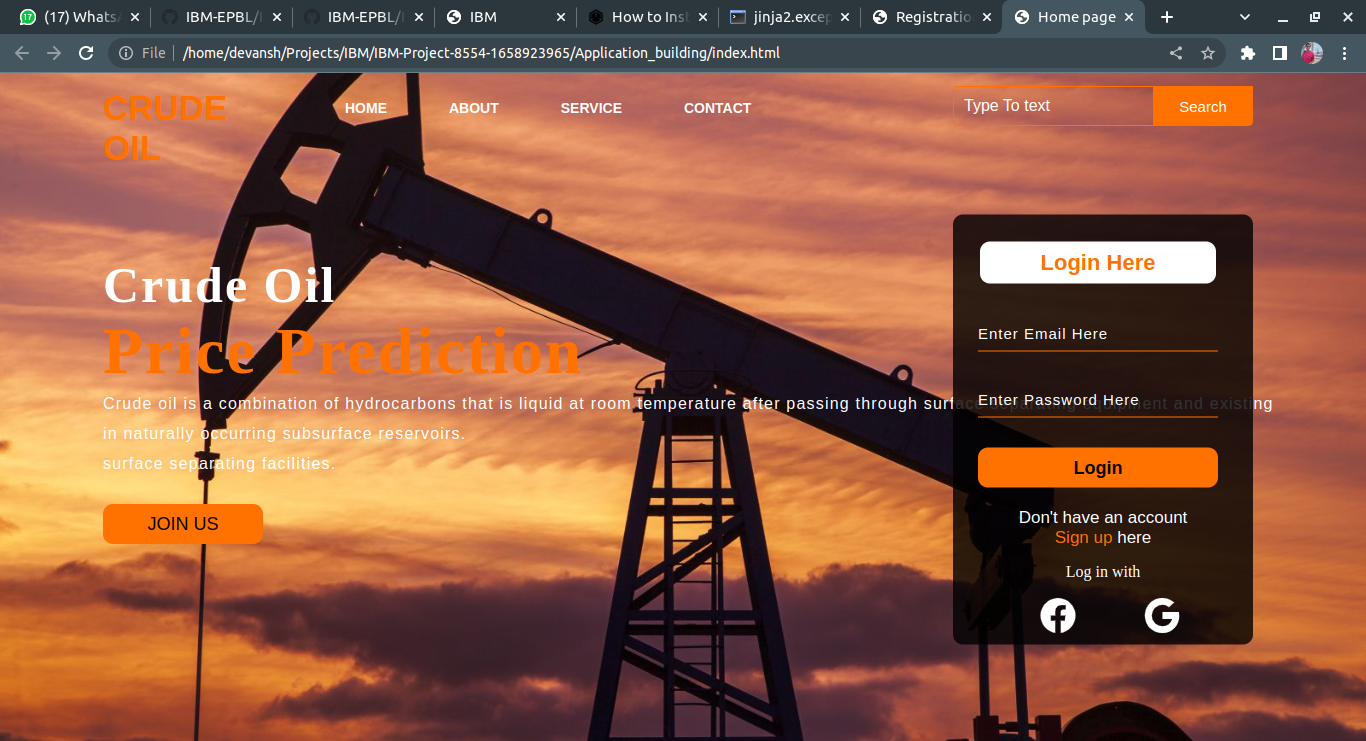 (17) Whats
IBM-EPBL/
IBM-EPBL/
IBM
How to Inst
jinja2.excep
Registratio
Home page
File
/home/devansh/Projects/IBM/IBM-Project-8554-1658923965/Application_building/index.html
CRUDE
OIL
HOME
ABOUT
SERVICE
CONTACT
Type To text
Search
Crude Oil
Price Prediction
Crude oil is a combination of hydrocarbons that is liquid at room temperature after passing through surface separating equipment and existing
in naturally occurring subsurface reservoirs.
surface separating facilities.
JOIN US
Login Here
Enter Email Here
Enter Password Here
Login
Don't have an account
Sign up here
Log in with